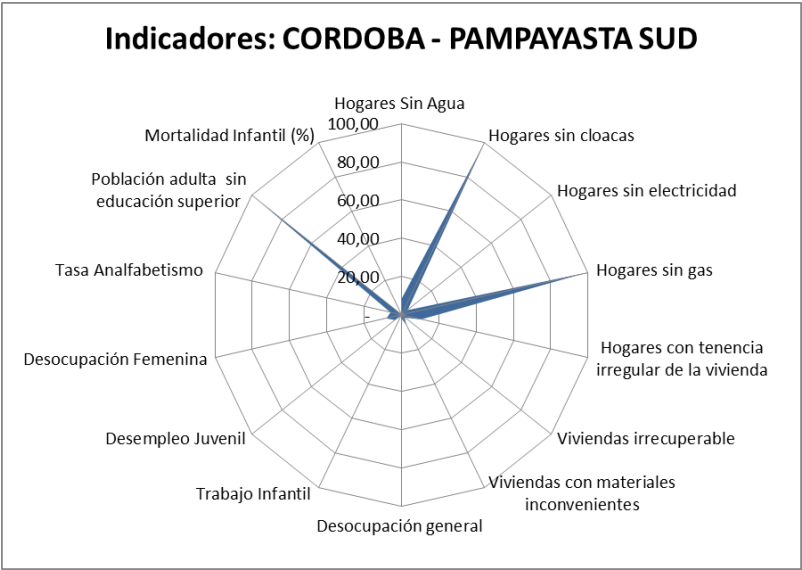 Indicadores: CORDOBA - PAMPAYASTA SUD
Hogares Sin Agua
100,00
80,00
60,00
40,00
20,00
-
Hogares sin cloacas
Hogares sin electricidad
Hogares sin gas
Hogares con tenencia
irregular de la vivienda
Viviendas irrecuperable
Viviendas con materiales
inconvenientes
Desocupación general
Trabajo Infantil
Desempleo Juvenil
Desocupación Femenina
Tasa Analfabetismo
Población adulta  sin
educación superior
Mortalidad Infantil (%)